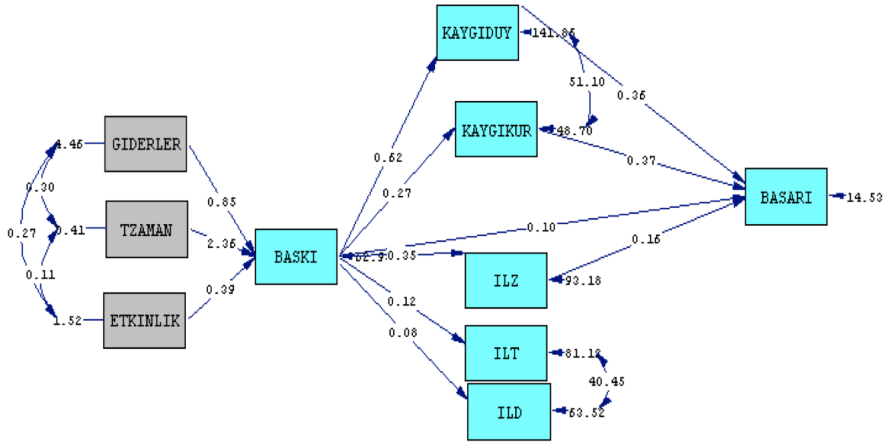 KAYGIDUY
141.86
51.10
0.36
GIDERLER
KAYGIKUR
48.70
0.62
0.27
0.37
0.30
0.85
BASARI
14.53
0.27
0.41
TZAMAN
2.36
BASKI
0.10
0.35
0.16
0.11
0.39
ILZ
93.18
1.52
ETKINLIK
0.12
0.08
ILT
81.18
40.45
ILD
53.52